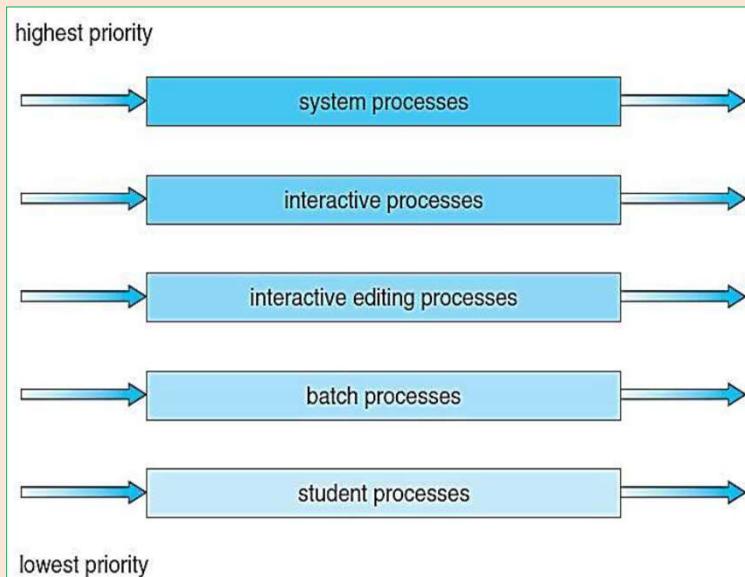 highest priority
system processes
interactive processes
interactive editing processes
batch processes
student processes
lowest priority